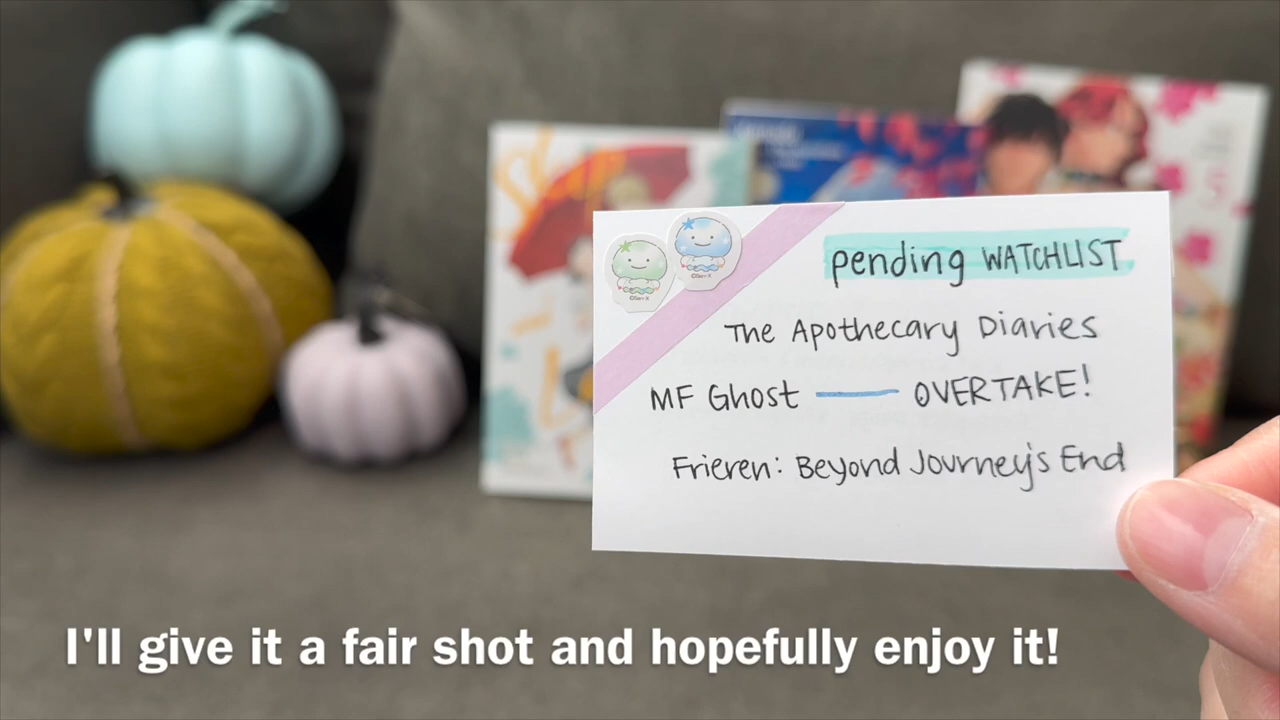 pending WATCHLIST
The Apothecary Diaries
MF Ghost — OVERTAKE!
Frieren: Beyond Journey's End
I'll give it a fair shot and hopefully enjoy it!